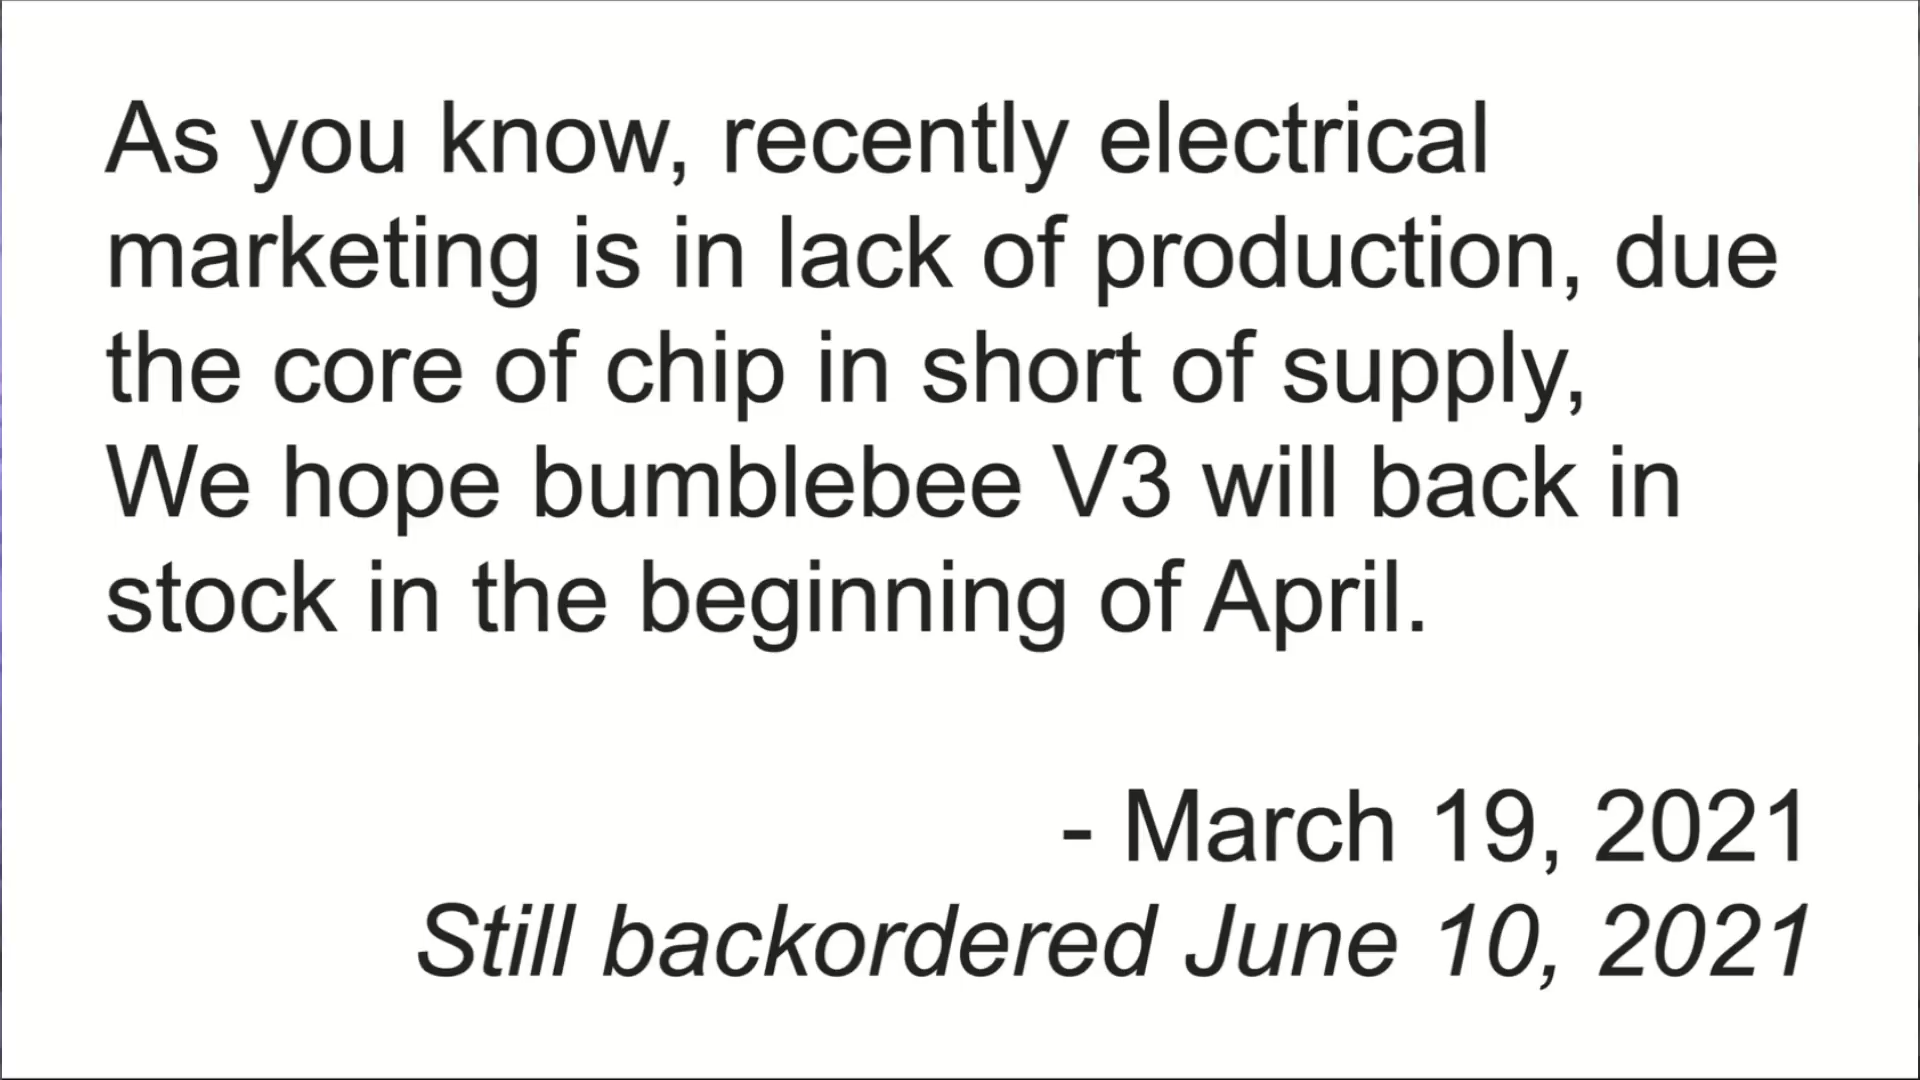 As you know, recently electrical
marketing is in lack of production, due
the core of chip in short of supply,
We hope bumblebee V3 will back in
stock in the beginning of April.
- March 19, 2021
Still backordered June 10, 2021